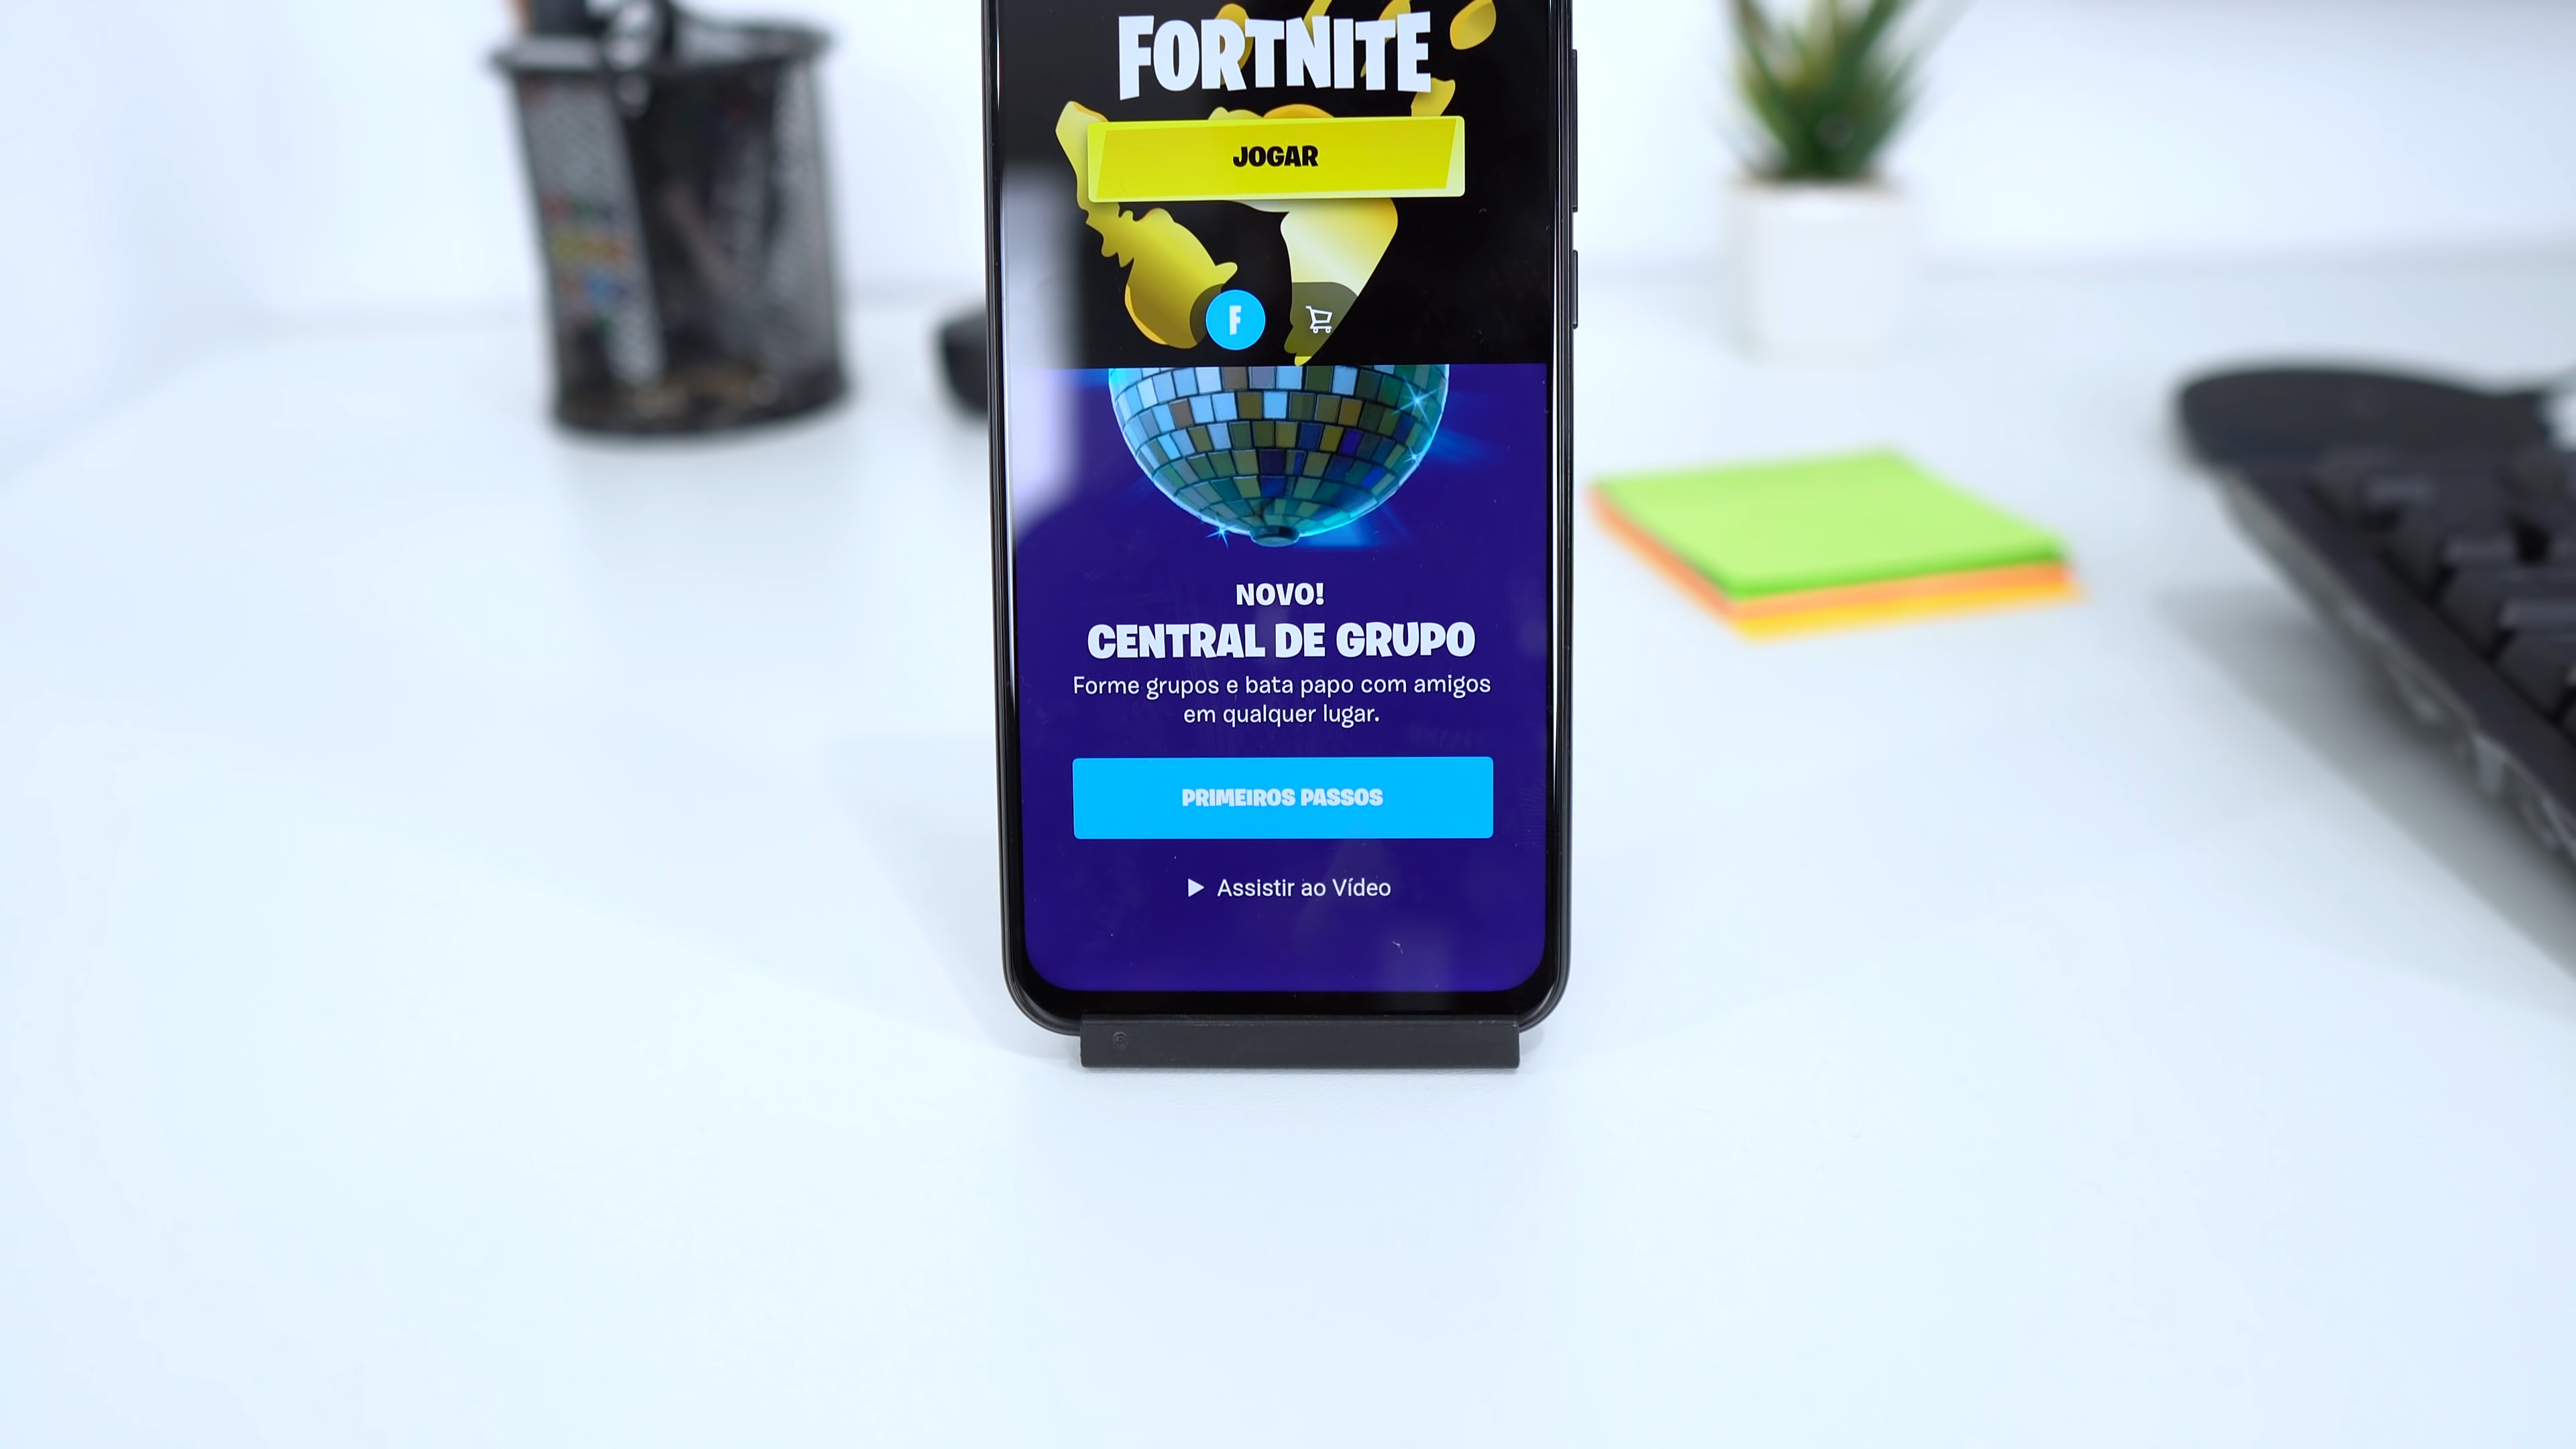 FORTNITE
JOGAR
F
NOVO!
CENTRAL DE GRUPO
Forme grupos e bata papo com amigos
em qualquer lugar.
PRIMEIROS PASSOS
Assistir ao Vídeo